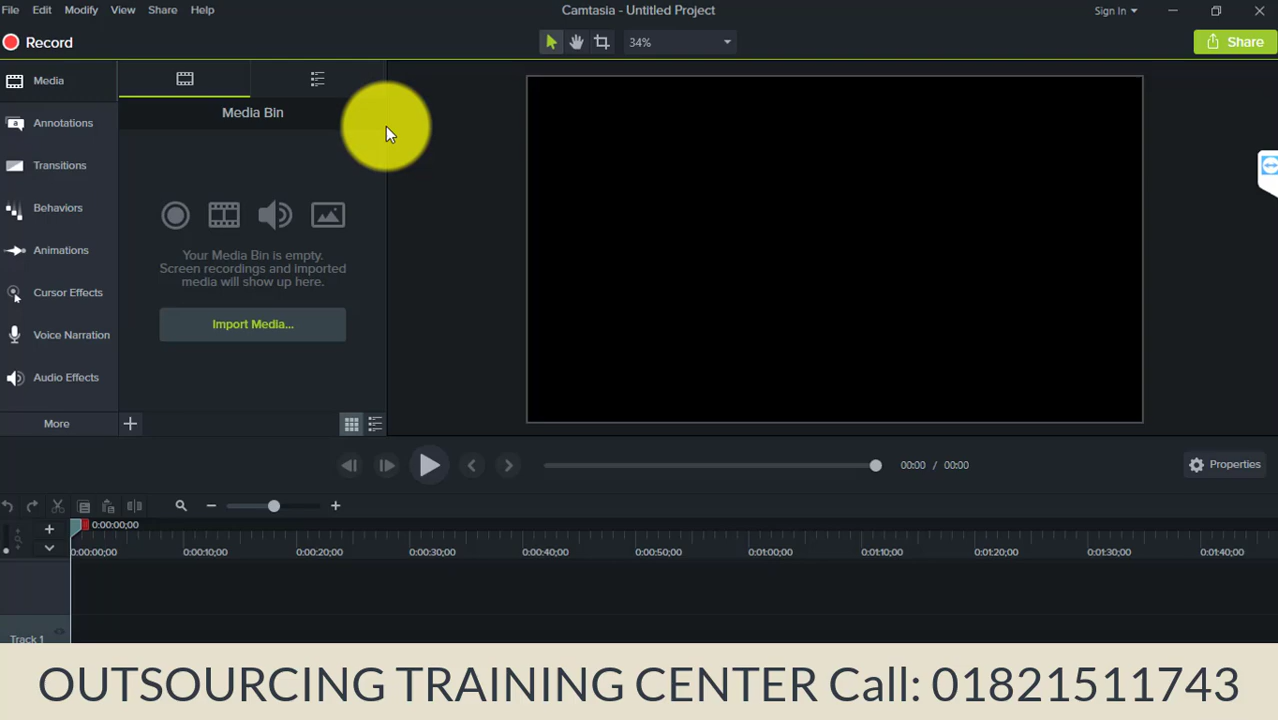 File Edit Modify View Share Help
Camtasia - Untitled Project
Sign In
Record
34%
Share
Media
Annotations
Transitions
Behaviors
Animations
Cursor Effects
Voice Narration
Audio Effects
More
Media Bin
Your Media Bin is empty.
Screen recordings and imported
media will show up here.
Import Media...
00:00 / 00:00
Properties
0:00:00;00
0:00:00;00 0:00:10;00 0:00:20;00 0:00:30;00 0:00:40;00 0:00:50;00 0:01:00;00 0:01:10;00 0:01:20;00 0:01:30;00 0:01:40;00
Track 1
OUTSOURCING TRAINING CENTER Call: 01821511743